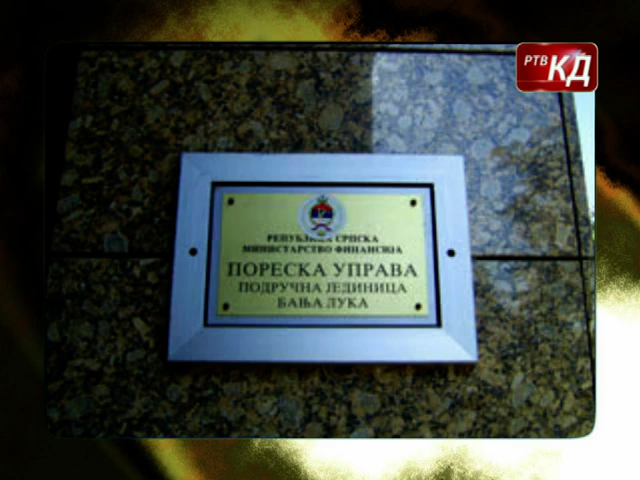 РТВ КД
РЕПУБЛИКА СРПСКА
МИНИСТАРСТВО ФИНАНСИЈА
ПОРЕСКА УПРАВА
ПОДРУЧНА ЈЕДИНИЦА
БАЊА ЛУКА